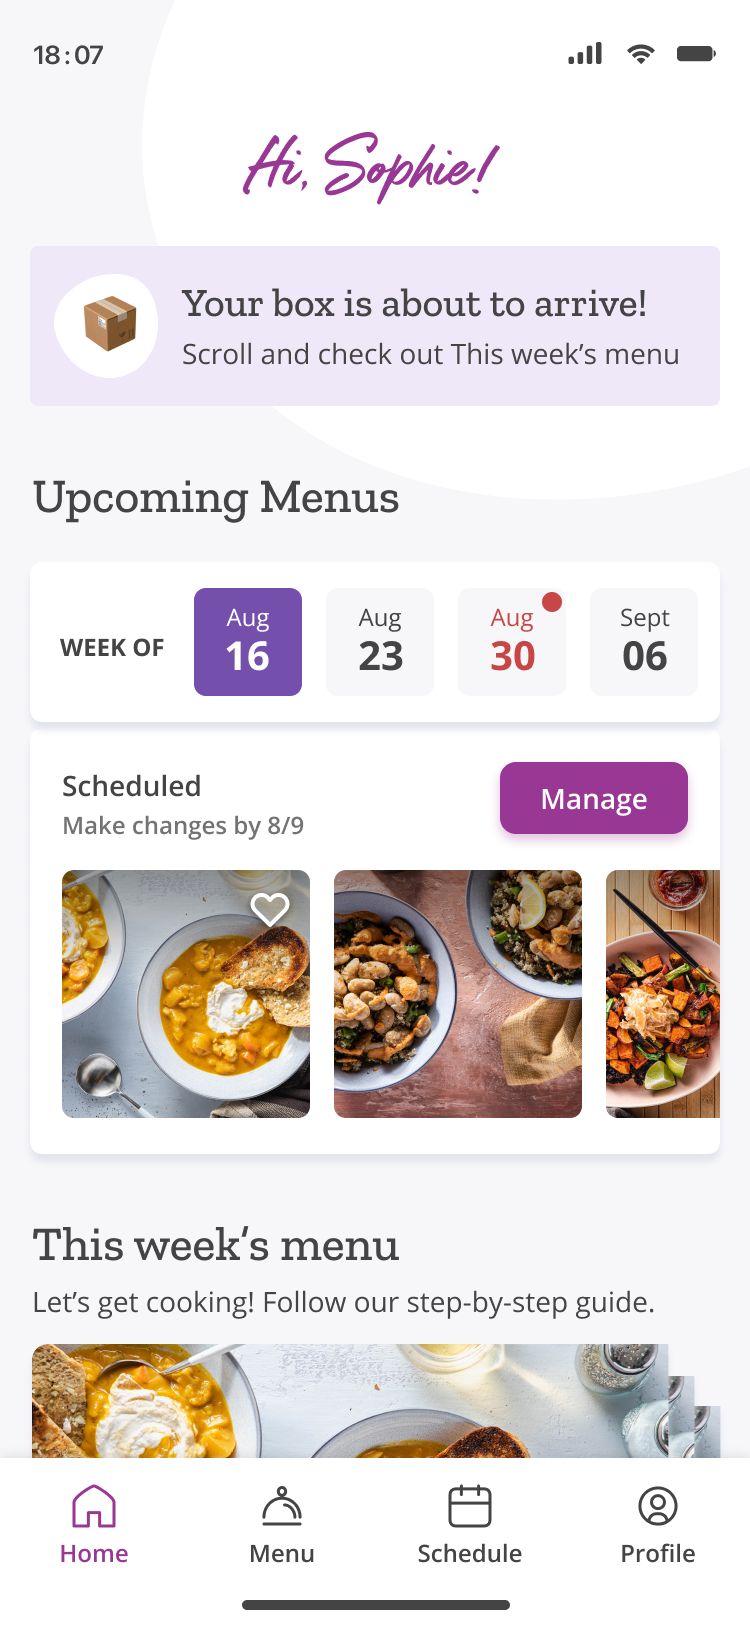 18:07
Hi, Sophie!
Your box is about to arrive!
Scroll and check out This week’s menu
Upcoming Menus
WEEK OF
Aug 16
Aug 23
Aug 30
Sept 06
Scheduled
Make changes by 8/9
Manage
This week’s menu
Let’s get cooking! Follow our step-by-step guide.
Home Menu Schedule Profile